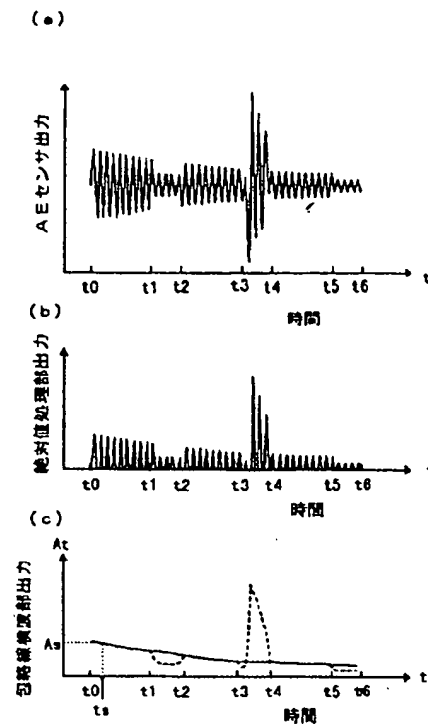 (a)
AEセンサ出力
t0 t1 t2 t3 t4 t5 t6 t
時間
(b)
絶対値処理部出力
t0 t1 t2 t3 t4 t5 t6 t
時間
(c)
At
包絡線検波部出力
As
t0 t1 t2 t3 t4 t5 t6 t
ts
時間